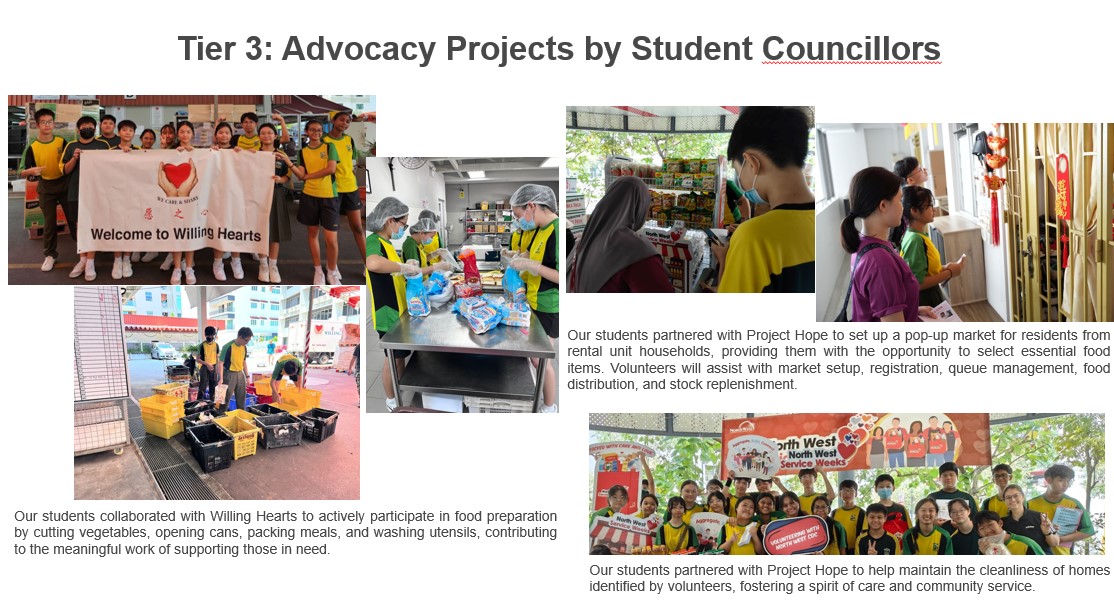 Tier 3: Advocacy Projects by Student Councillors
WE CARE & SHARE
愿之心
Welcome to Willing Hearts
Our students collaborated with Willing Hearts to actively participate in food preparation
by cutting vegetables, opening cans, packing meals, and washing utensils, contributing
to the meaningful work of supporting those in need.
North West
Our students partnered with Project Hope to set up a pop-up market for residents from
rental unit households, providing them with the opportunity to select essential food
items. Volunteers will assist with market setup, registration, queue management, food
distribution, and stock replenishment.
North West
North West
Service Weeks
North West
VOLUNTEERING WITH
NORTH WEST CDC
Our students partnered with Project Hope to help maintain the cleanliness of homes
identified by volunteers, fostering a spirit of care and community service.